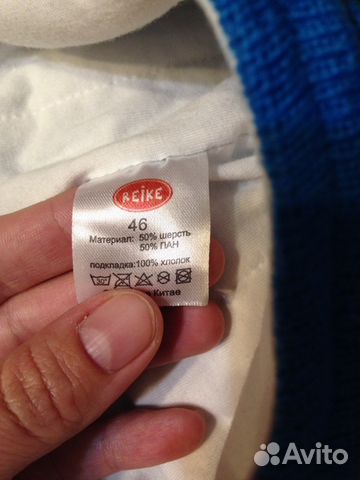 REIKE
46
Материал: 50% шерсть
50% ПАН
подкладка:100% хлопок
Китае
Avito